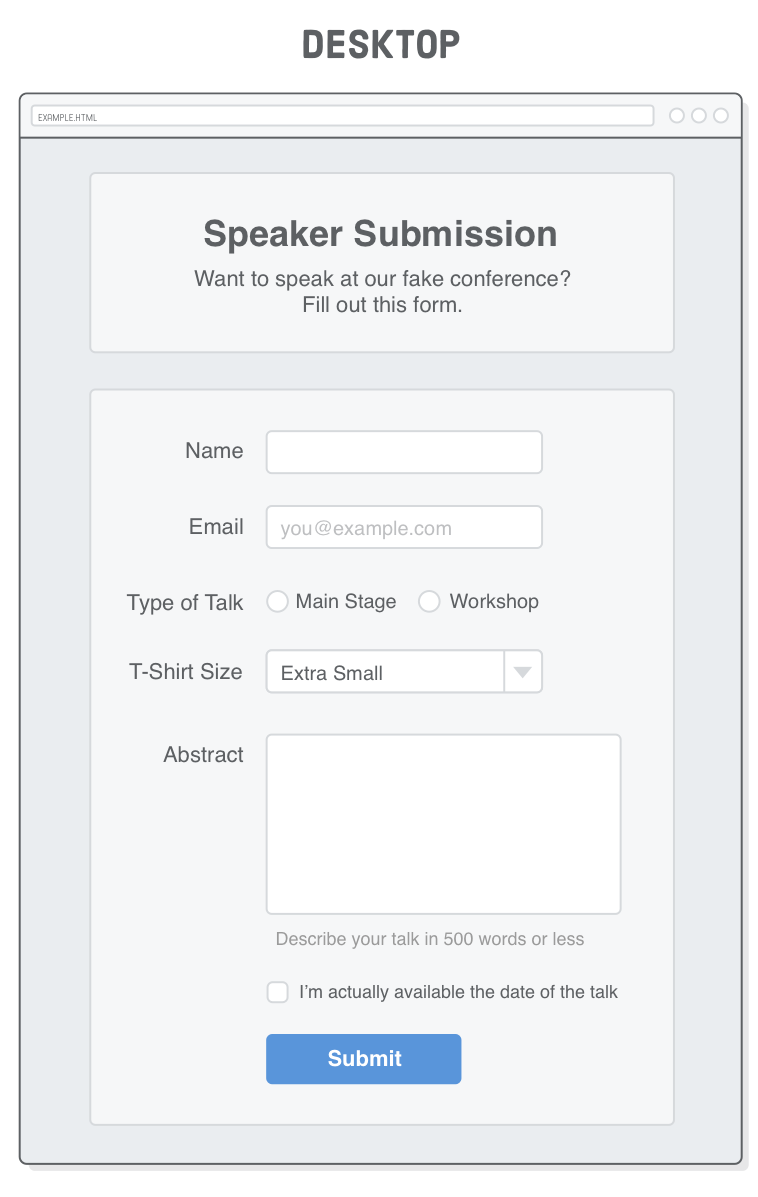 DESKTOP
EXAMPLE.HTML
Speaker Submission
Want to speak at our fake conference?
Fill out this form.
Name
Email you@example.com
Type of Talk Main Stage Workshop
T-Shirt Size Extra Small
Abstract
Describe your talk in 500 words or less
I’m actually available the date of the talk
Submit